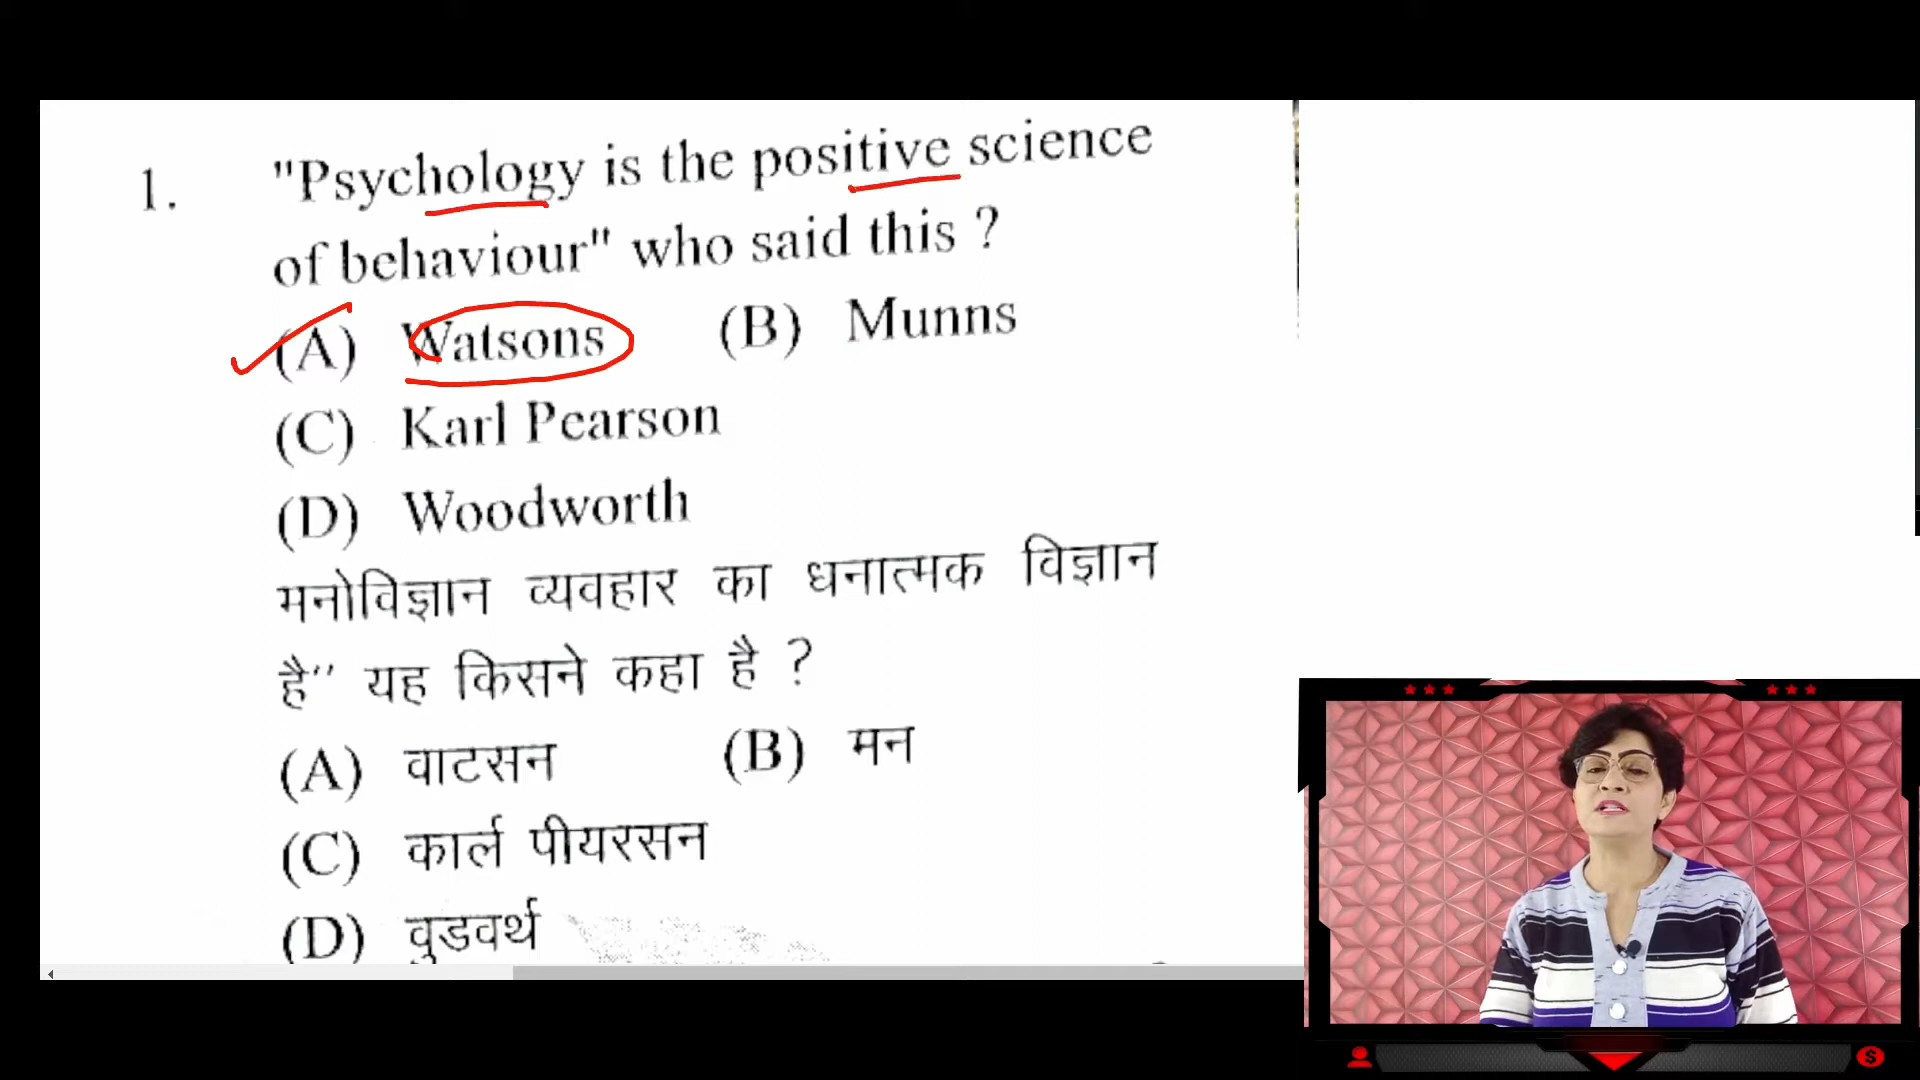 1. "Psychology is the positive science
of behaviour" who said this ?
(A) Watsons (B) Munns
(C) Karl Pearson
(D) Woodworth
मनोविज्ञान व्यवहार का धनात्मक विज्ञान
है'' यह किसने कहा है ?
(A) वाटसन (B) मन
(C) कार्ल पीयरसन
(D) वुडवर्थ